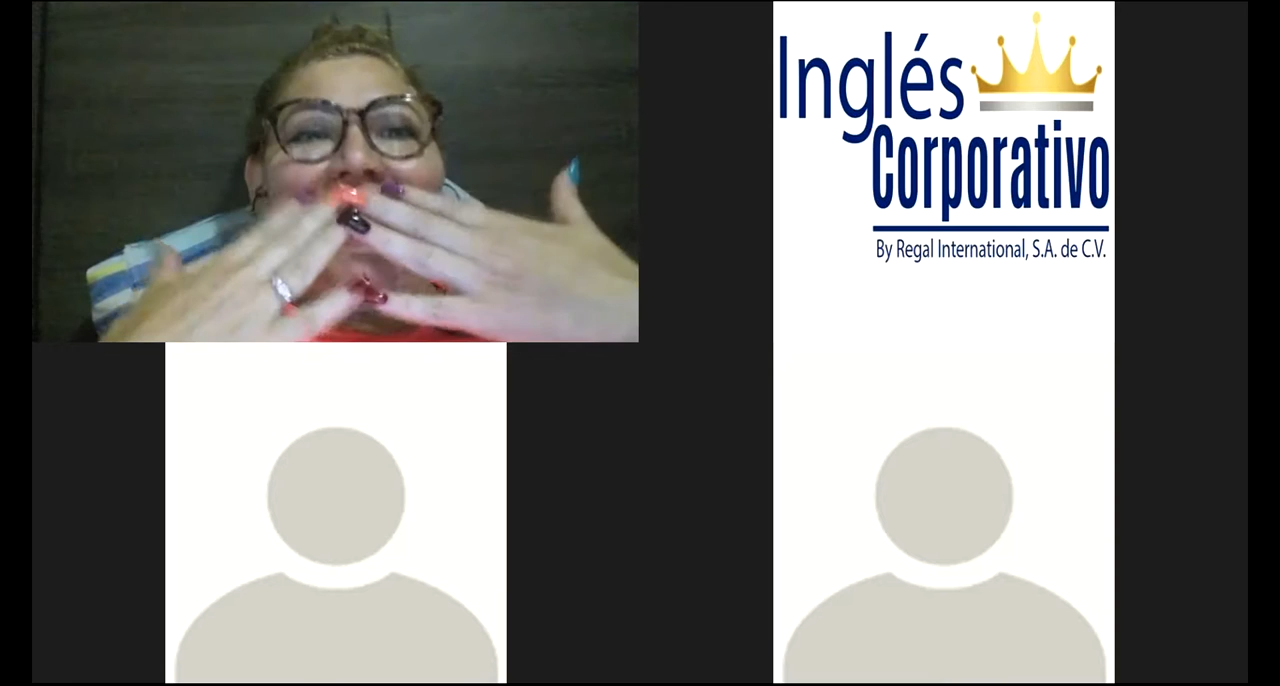 Inglés
Corporativo
By Regal International, S.A. de C.V.